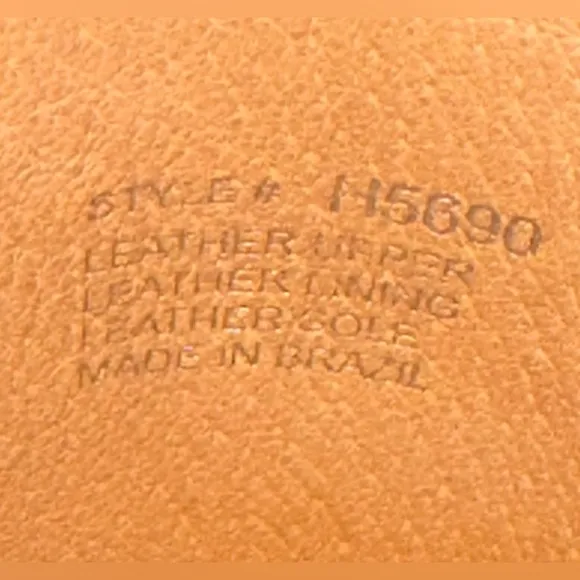 STYLE # H5690
LEATHER UPPER
LEATHER LINING
LEATHER SOLE
MADE IN BRAZIL